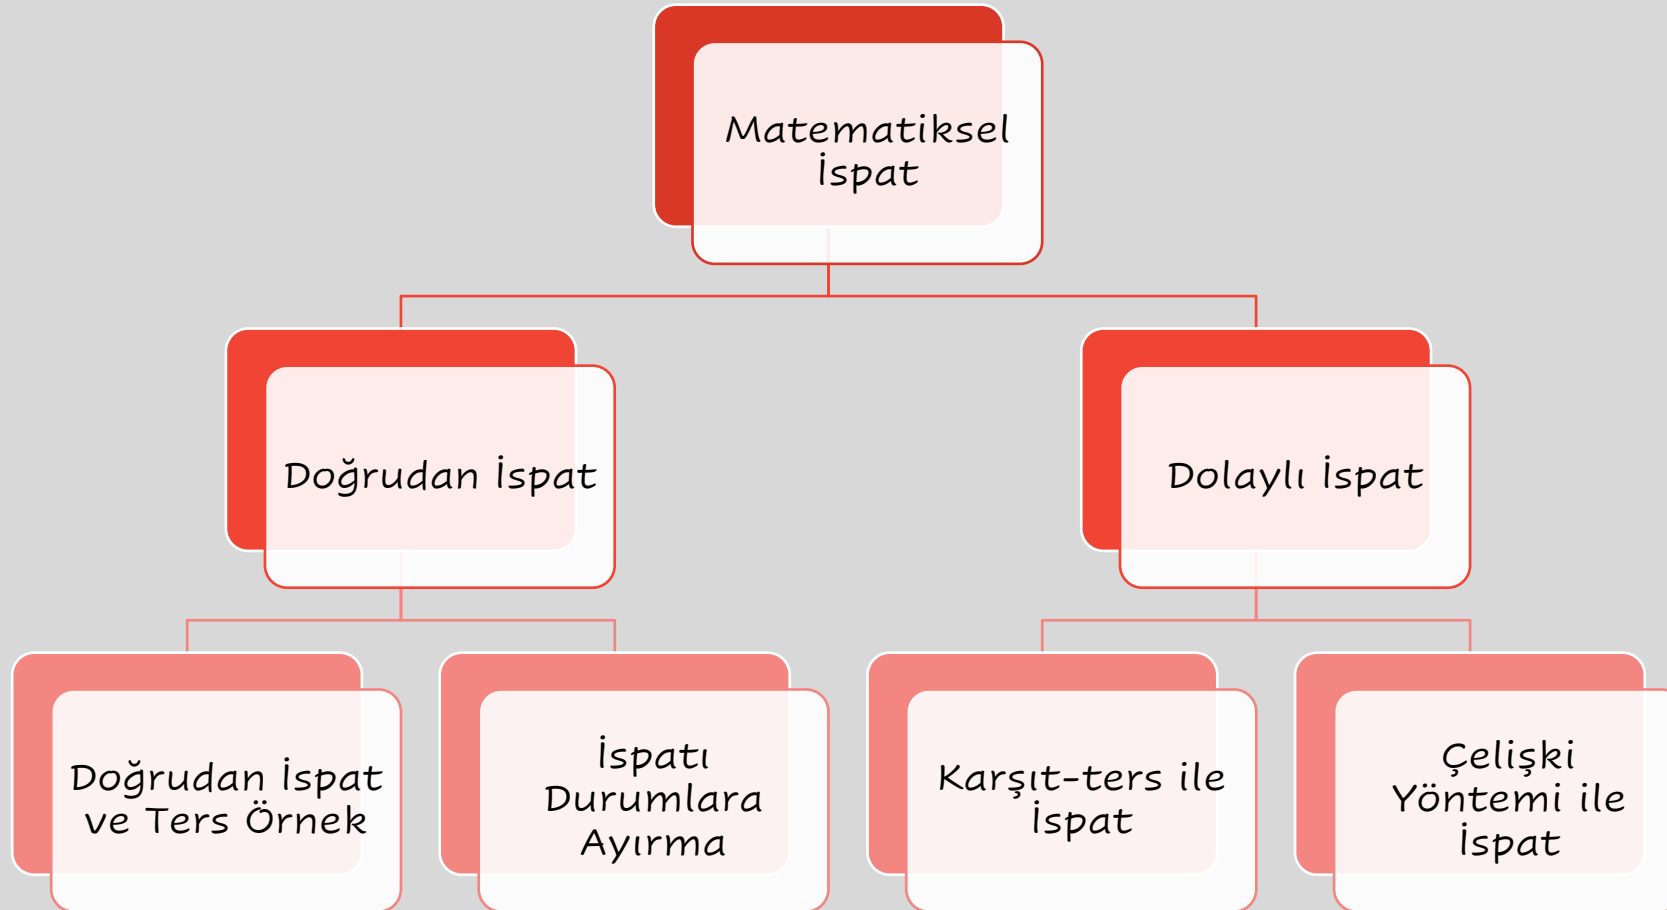 Matematiksel
İspat
Doğrudan İspat
Dolaylı İspat
Doğrudan İspat
ve Ters Örnek
İspatı
Durumlara
Ayırma
Karşıt-ters ile
İspat
Çelişki
Yöntemi ile
İspat